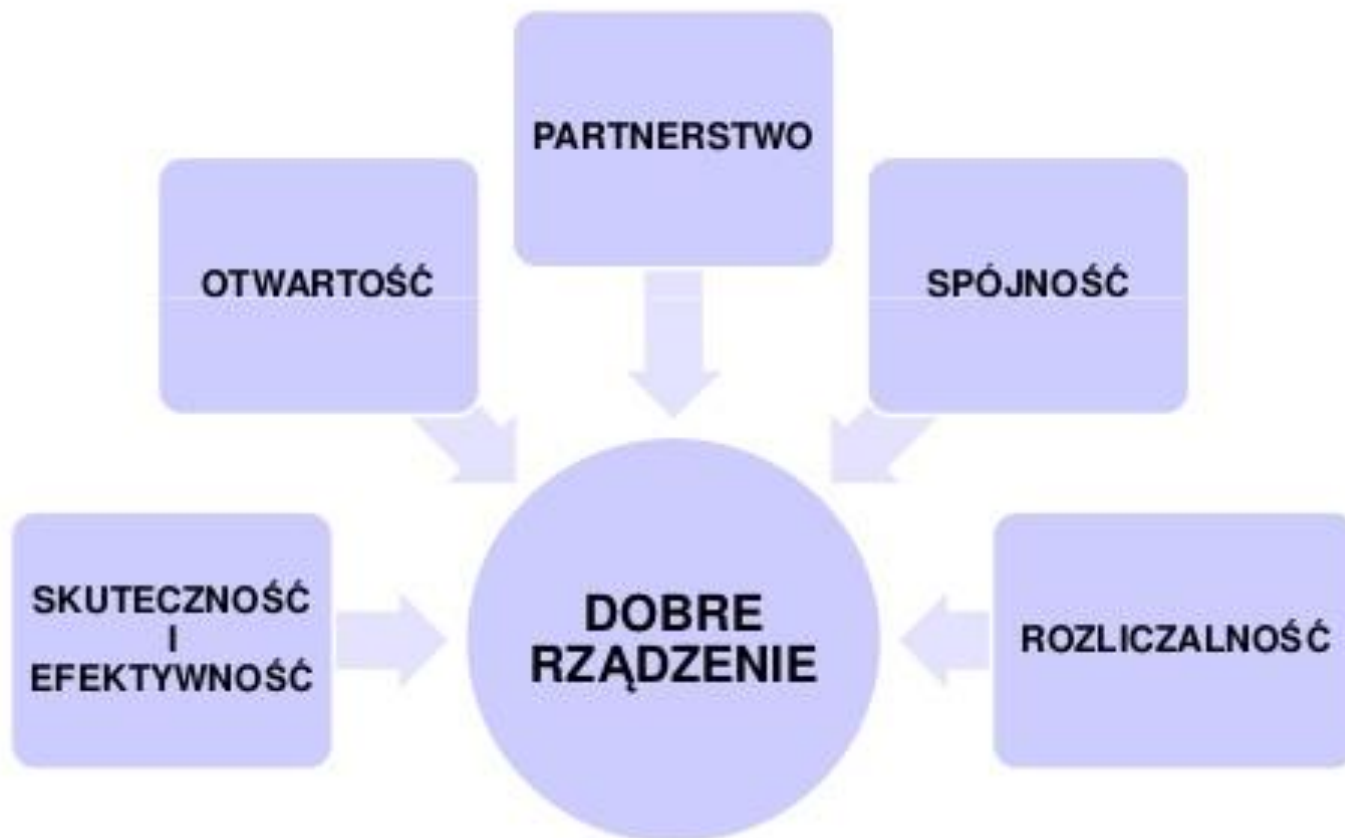 PARTNERSTWO
OTWARTOŚĆ
SPÓJNOŚĆ
SKUTECZNOŚĆ
I
EFEKTYWNOŚĆ
DOBRE
RZĄDZENIE
ROZLICZALNOŚĆ